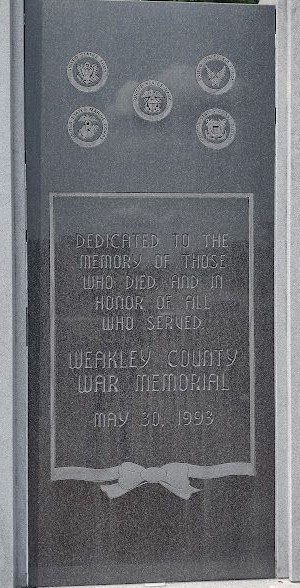 DEDICATED TO THE
MEMORY OF THOSE
WHO DIED AND IN
HONOR OF ALL
WHO SERVED
WEAKLEY COUNTY
WAR MEMORIAL
MAY 30, 1993